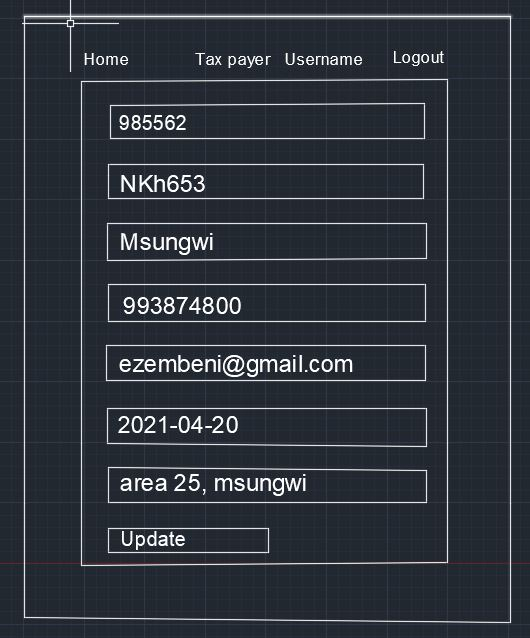 Home Tax payer Username Logout
985562
NKh653
Msungwi
993874800
ezembeni@gmail.com
2021-04-20
area 25, msungwi
Update